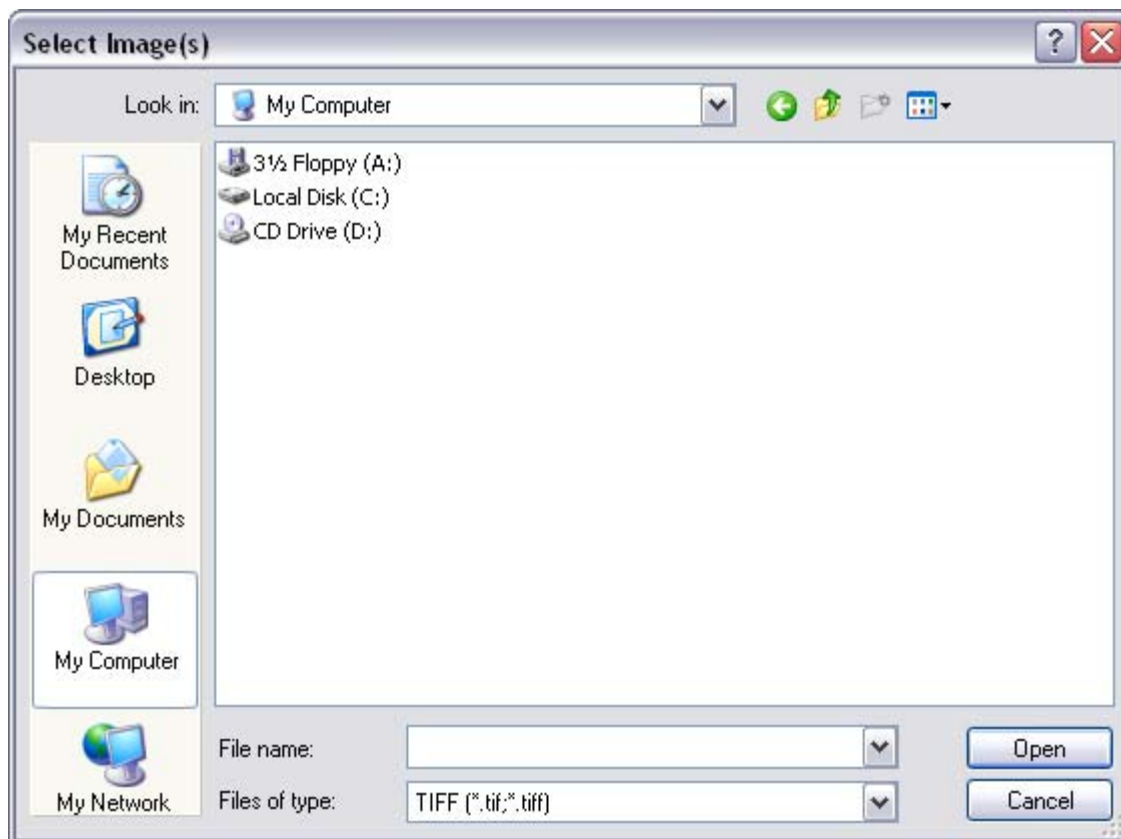 Select Image(s)
Look in:
My Computer
3½ Floppy (A:)
Local Disk (C:)
CD Drive (D:)
My Recent
Documents
Desktop
My Documents
My Computer
My Network
File name:
Open
Files of type:
TIFF (*.tif;*.tiff)
Cancel